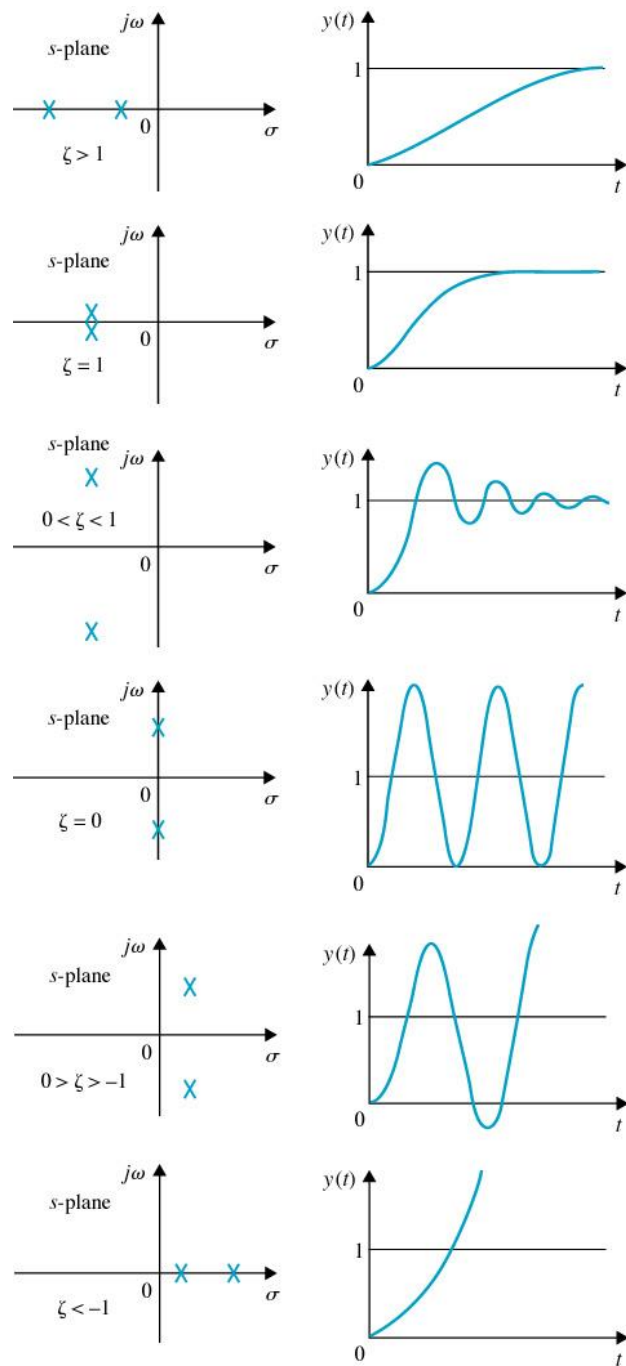 jω
s-plane
0
σ
ζ > 1
y(t)
1
0
t
jω
s-plane
0
σ
ζ = 1
y(t)
1
0
t
s-plane
jω
0 < ζ < 1
0
σ
y(t)
1
0
t
jω
s-plane
0
σ
ζ = 0
y(t)
1
0
t
jω
s-plane
0
σ
0 > ζ > –1
y(t)
1
0
t
jω
s-plane
0
σ
ζ < –1
y(t)
1
0
t